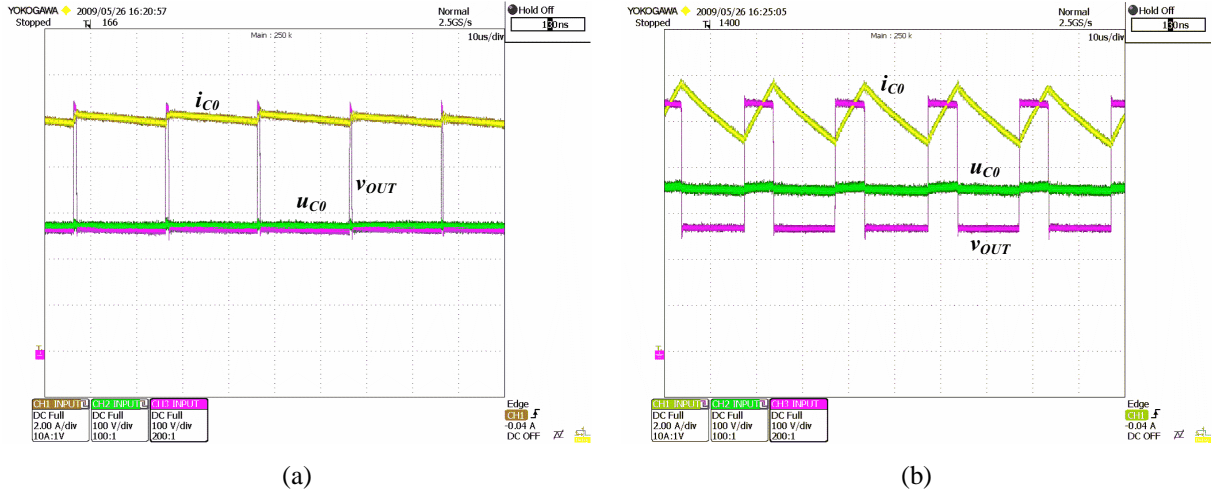 YOKOGAWA 2009/05/26 16:20:57 Normal Hold Off
Stopped 166 2.5GS/s 130ns
Main : 250 k 10us/div
iC0
vOUT
uC0
CH1 INPUT CH2 INPUT CH3 INPUT Edge
DC Full DC Full DC Full CH1
2.00 A/div 100 V/div 100 V/div -0.04 A
10A:1V 100:1 200:1 DC OFF
(a)
YOKOGAWA 2009/05/26 16:25:05 Normal Hold Off
Stopped 1400 2.5GS/s 130ns
Main : 250 k 10us/div
iC0
uC0
vOUT
CH1 INPUT CH2 INPUT CH3 INPUT Edge
DC Full DC Full DC Full CH1
2.00 A/div 100 V/div 100 V/div -0.04 A
10A:1V 100:1 200:1 DC OFF
(b)